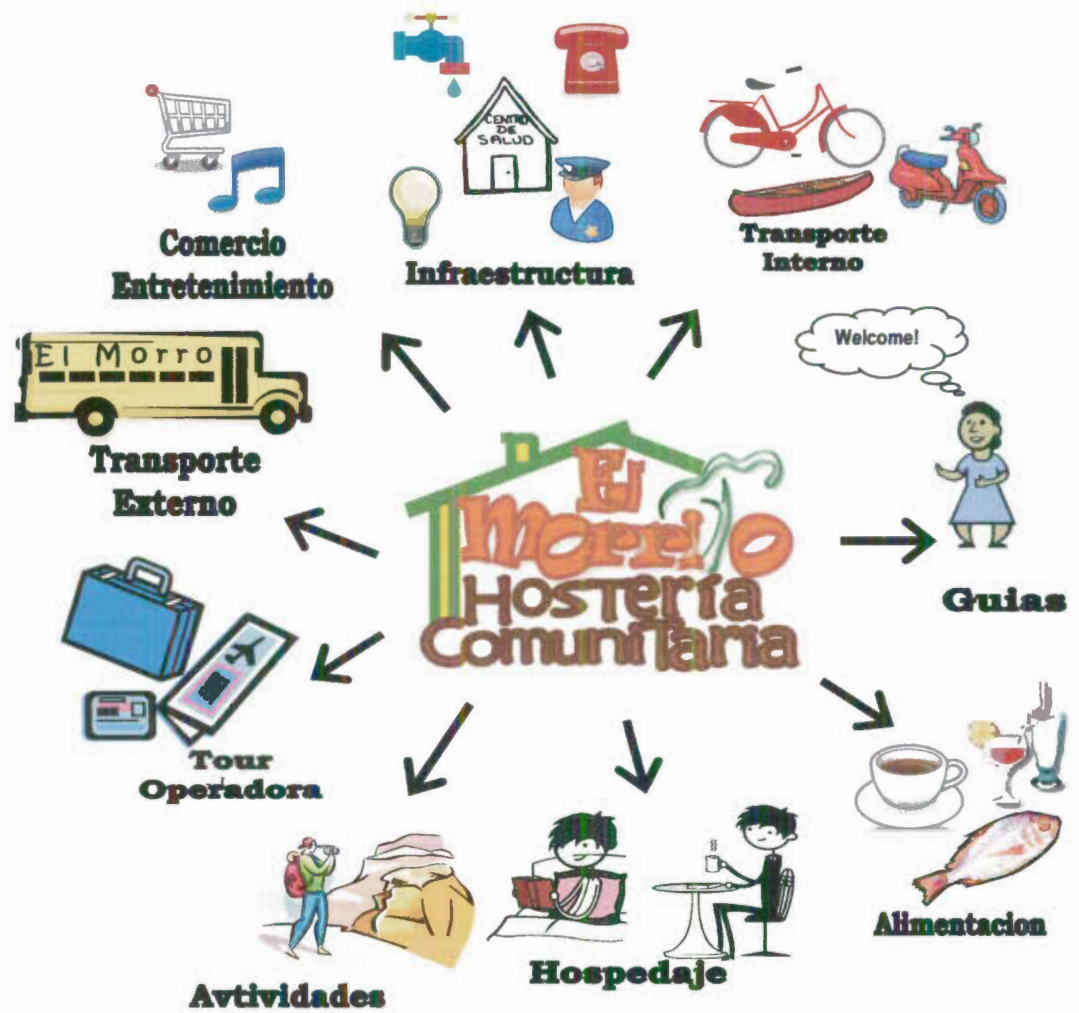 CENTRO
DE
SALUD
Comercio
Entretenimiento
Infraestructura
Transporte
Interno
El Morro
Welcome!
Transporte
Externo
El
Morrito
Hostería
Comunitaria
Guias
Tour
Operadora
Alimentacion
Hospedaje
Avtividades